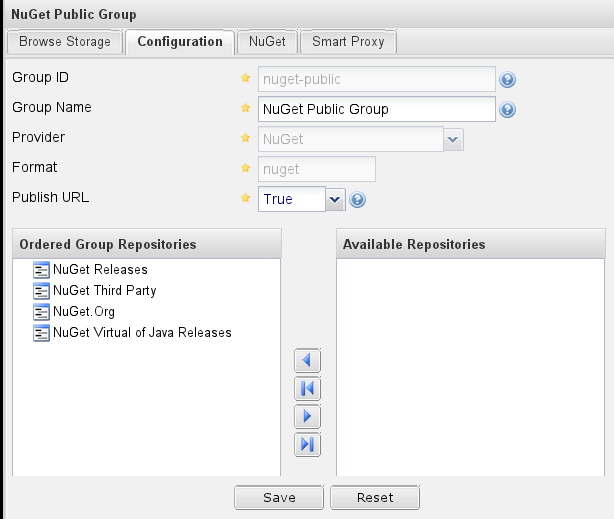 NuGet Public Group
Browse Storage Configuration NuGet Smart Proxy
Group ID nuget-public
Group Name NuGet Public Group
Provider NuGet
Format nuget
Publish URL True
Ordered Group Repositories Available Repositories
NuGet Releases
NuGet Third Party
NuGet.Org
NuGet Virtual of Java Releases
Save Reset